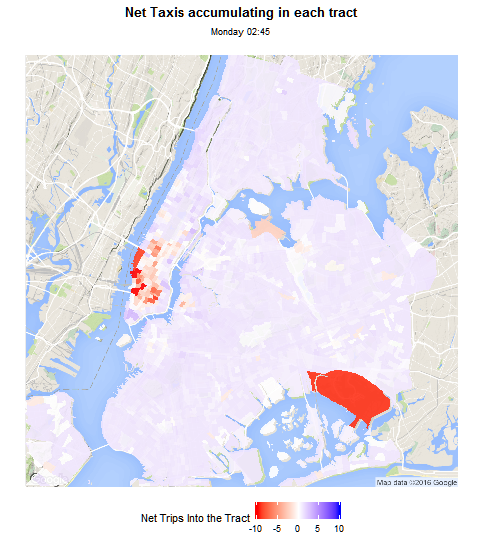 Net Taxis accumulating in each tract
Monday 02:45
Map data ©2016 Google
Net Trips Into the Tract
-10 -5 0 5 10